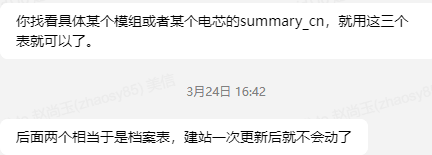 你找看具体某个模组或者某个电芯的summary_cn，就用这三个
表就可以了。
3月24日 16:42
后面两个相当于是档案表，建站一次更新后就不会动了